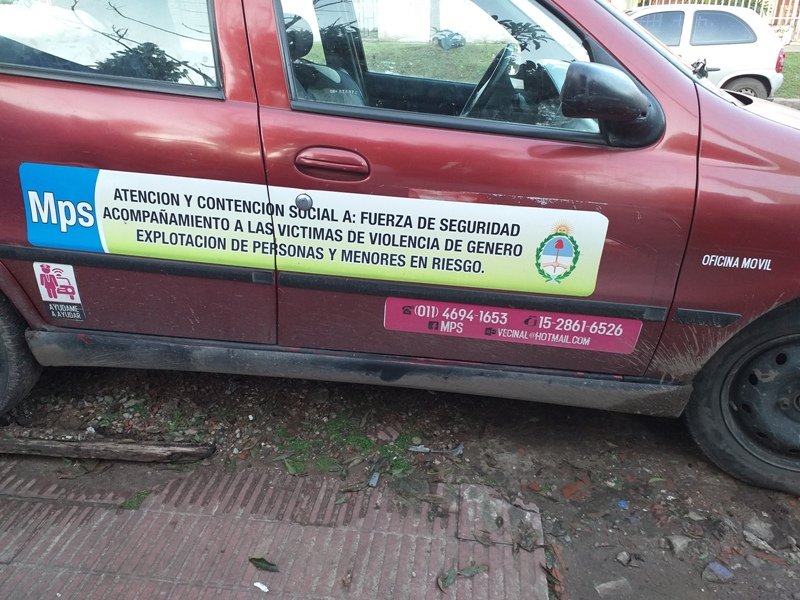 Mps
ATENCION Y CONTENCION SOCIAL A: FUERZA DE SEGURIDAD
ACOMPAÑAMIENTO A LAS VICTIMAS DE VIOLENCIA DE GENERO
EXPLOTACION DE PERSONAS Y MENORES EN RIESGO.
OFICINA MOVIL
AYUDAME
A AYUDAR
(011) 4694-1653 15-2861-6526
MPS VECINAL@HOTMAIL.COM